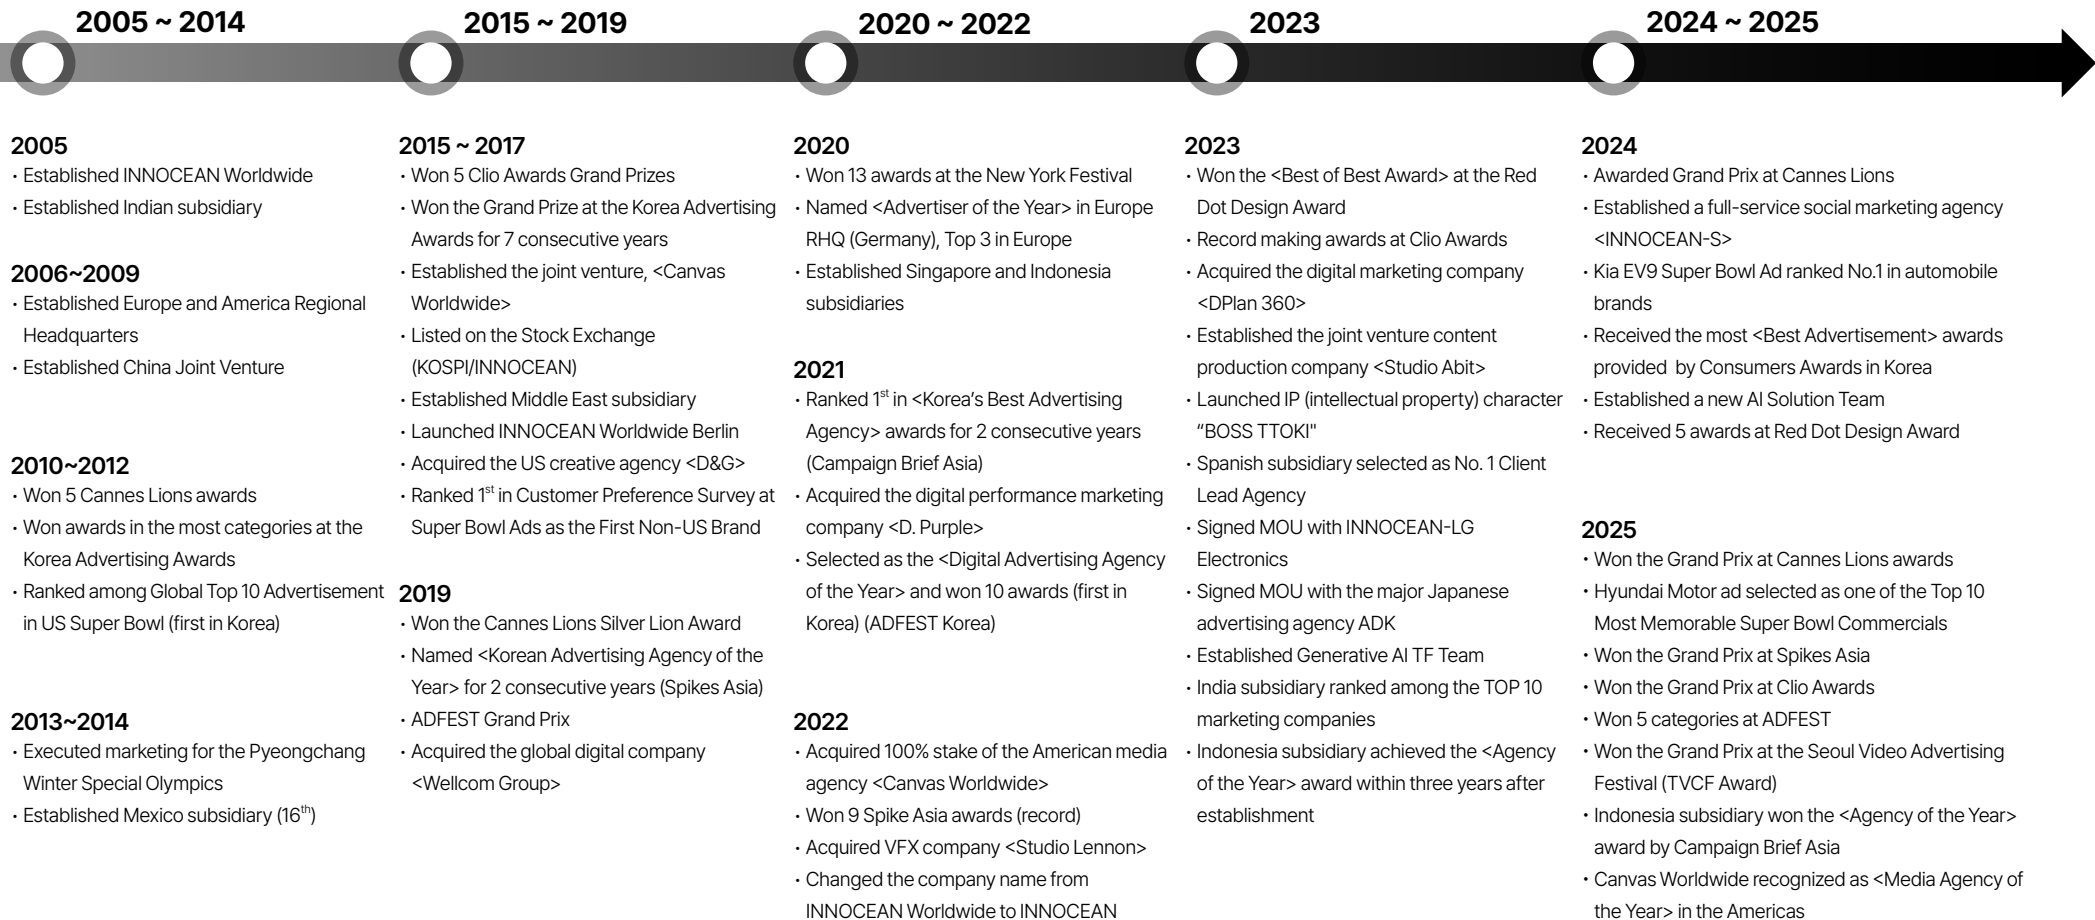 2005 ~ 2014
2015 ~ 2019
2020 ~ 2022
2023
2024 ~ 2025
2005
· Established INNOCEAN Worldwide
· Established Indian subsidiary
2006~2009
· Established Europe and America Regional
Headquarters
· Established China Joint Venture
2010~2012
· Won 5 Cannes Lions awards
· Won awards in the most categories at the
Korea Advertising Awards
· Ranked among Global Top 10 Advertisement
in US Super Bowl (first in Korea)
2013~2014
· Executed marketing for the Pyeongchang
Winter Special Olympics
· Established Mexico subsidiary (16th)
2015 ~ 2017
· Won 5 Clio Awards Grand Prizes
· Won the Grand Prize at the Korea Advertising
Awards for 7 consecutive years
· Established the joint venture, <Canvas
Worldwide>
· Listed on the Stock Exchange
(KOSPI/INNOCEAN)
· Established Middle East subsidiary
· Launched INNOCEAN Worldwide Berlin
· Acquired the US creative agency <D&G>
· Ranked 1st in Customer Preference Survey at
Super Bowl Ads as the First Non-US Brand
2019
· Won the Cannes Lions Silver Lion Award
· Named <Korean Advertising Agency of the
Year> for 2 consecutive years (Spikes Asia)
· ADFEST Grand Prix
· Acquired the global digital company
<Wellcom Group>
2020
· Won 13 awards at the New York Festival
· Named <Advertiser of the Year> in Europe
RHQ (Germany), Top 3 in Europe
· Established Singapore and Indonesia
subsidiaries
2021
· Ranked 1st in <Korea's Best Advertising
Agency> awards for 2 consecutive years
(Campaign Brief Asia)
· Acquired the digital performance marketing
company <D. Purple>
· Selected as the <Digital Advertising Agency
of the Year> and won 10 awards (first in
Korea) (ADFEST Korea)
2022
· Acquired 100% stake of the American media
agency <Canvas Worldwide>
· Won 9 Spike Asia awards (record)
· Acquired VFX company <Studio Lennon>
· Changed the company name from
INNOCEAN Worldwide to INNOCEAN
2023
· Won the <Best of Best Award> at the Red
Dot Design Award
· Record making awards at Clio Awards
· Acquired the digital marketing company
<DPlan 360>
· Established the joint venture content
production company <Studio Abit>
· Launched IP (intellectual property) character
“BOSS TTOKI"
· Spanish subsidiary selected as No. 1 Client
Lead Agency
· Signed MOU with INNOCEAN-LG
Electronics
· Signed MOU with the major Japanese
advertising agency ADK
· Established Generative AI TF Team
· India subsidiary ranked among the TOP 10
marketing companies
· Indonesia subsidiary achieved the <Agency
of the Year> award within three years after
establishment
2024
· Awarded Grand Prix at Cannes Lions
· Established a full-service social marketing agency
<INNOCEAN-S>
· Kia EV9 Super Bowl Ad ranked No.1 in automobile
brands
· Received the most <Best Advertisement> awards
provided by Consumers Awards in Korea
· Established a new AI Solution Team
· Received 5 awards at Red Dot Design Award
2025
· Won the Grand Prix at Cannes Lions awards
· Hyundai Motor ad selected as one of the Top 10
Most Memorable Super Bowl Commercials
· Won the Grand Prix at Spikes Asia
· Won the Grand Prix at Clio Awards
· Won 5 categories at ADFEST
· Won the Grand Prix at the Seoul Video Advertising
Festival (TVCF Award)
· Indonesia subsidiary won the <Agency of the Year>
award by Campaign Brief Asia
· Canvas Worldwide recognized as <Media Agency of
the Year> in the Americas